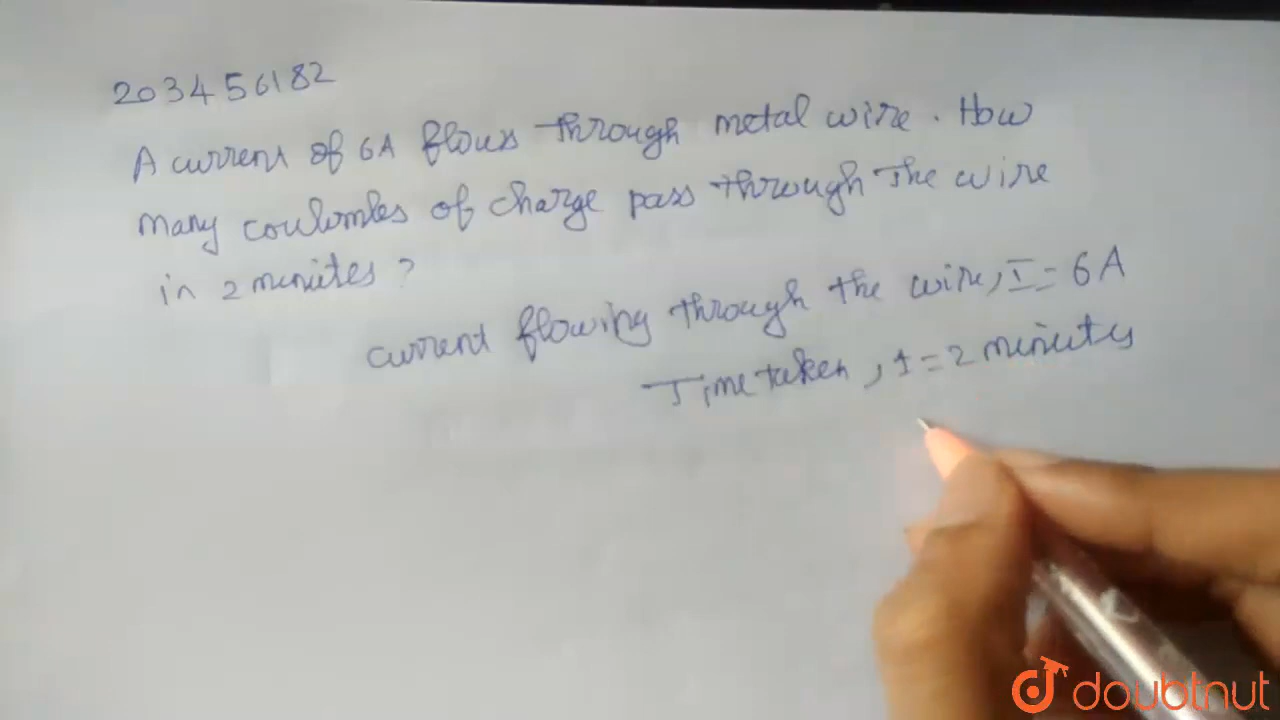 203456182
A current of 6A flows through metal wire. How
many coulombs of charge pass through The wire
in 2 minutes?
current flowing through the wire, I = 6A
Time taken, t = 2 minutes
doubtnut